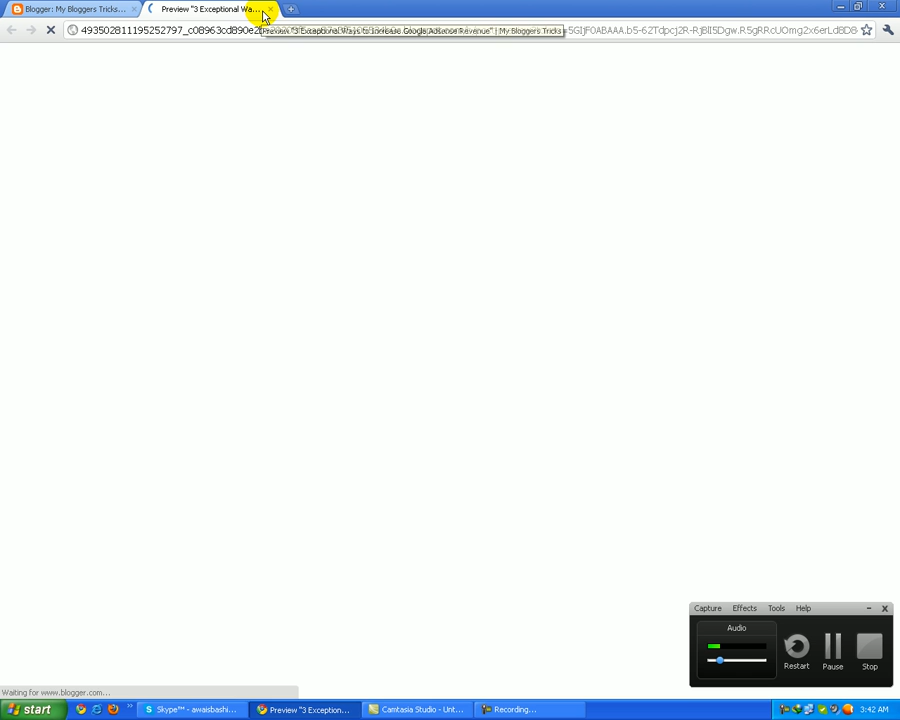 Blogger: My Bloggers Tricks...
Preview "3 Exceptional Wa...
Preview "3 Exceptional Ways to Increase Google Adsense Revenue" | My Bloggers Tricks
Capture Effects Tools Help
Audio
Restart
Pause
Stop
Waiting for www.blogger.com...
start
Skype™ - awaisbashi...
Preview "3 Exception...
Camtasia Studio - Unt...
Recording...
3:42 AM